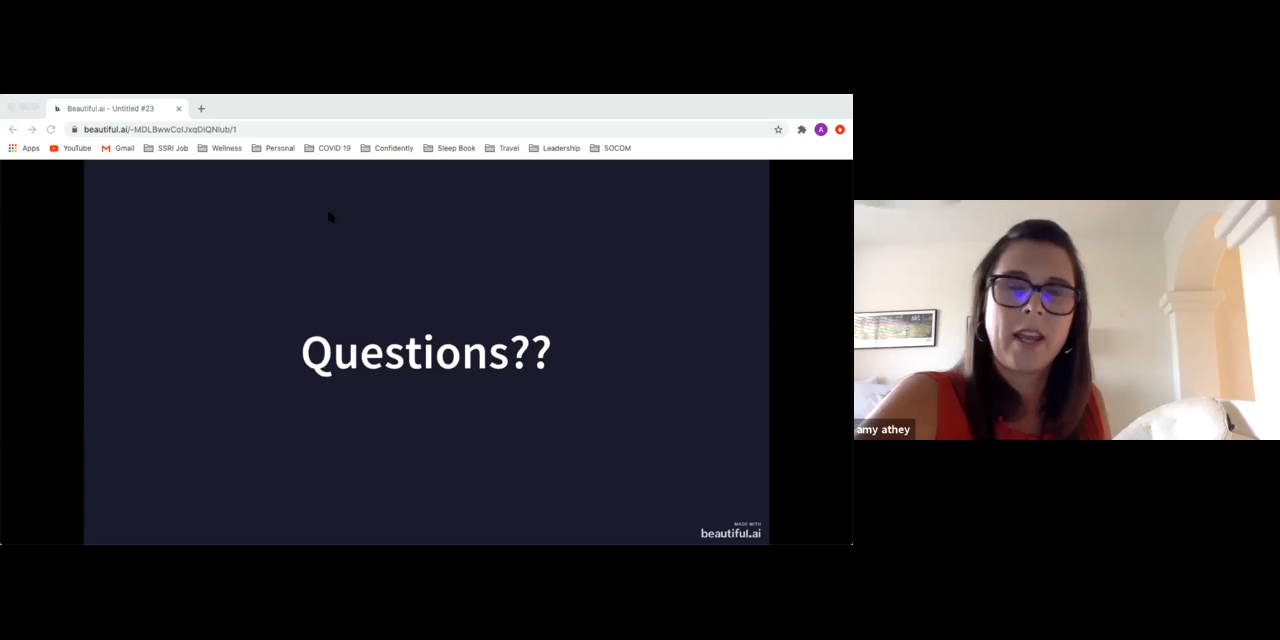 b. Beautiful.ai - Untitled #23
beautiful.ai/-MDLBwwCoIJxqDiQNlub/1
A
Apps YouTube Gmail SSRI Job Wellness Personal COVID 19 Confidently Sleep Book Travel Leadership SOCOM
Questions??
MADE WITH
beautiful.ai
amy athey